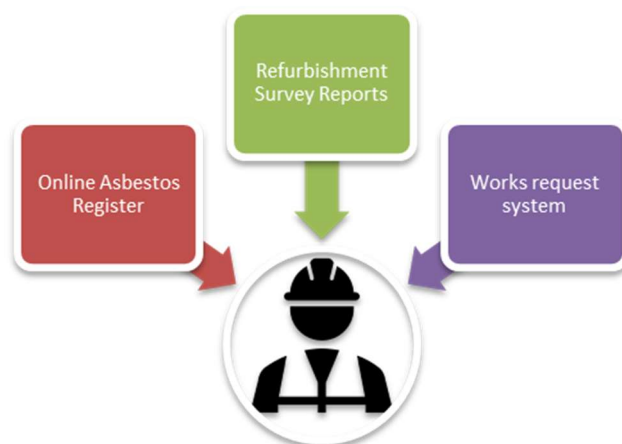 Refurbishment
Survey Reports
Online Asbestos
Register
Works request
system